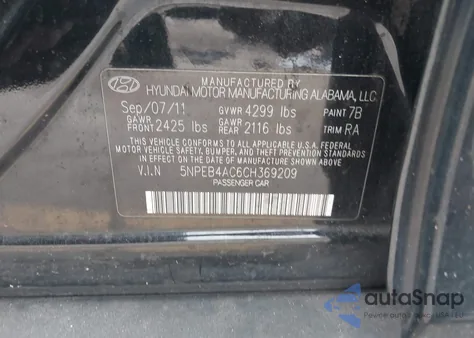 MANUFACTURED BY
HYUNDAI MOTOR MANUFACTURING ALABAMA, LLC.
Sep/07/11 GVWR 4299 lbs PAINT 7B
GAWR FRONT 2425 lbs GAWR REAR 2116 lbs TRIM RA
THIS VEHICLE CONFORMS TO ALL APPLICABLE U.S.A. FEDERAL
MOTOR VEHICLE SAFETY, BUMPER, AND THEFT PREVENTION
STANDARDS IN EFFECT ON THE DATE OF MANUFACTURE SHOWN ABOVE.
V.I.N 5NPEB4AC6CH369209
PASSENGER CAR
autoSnap